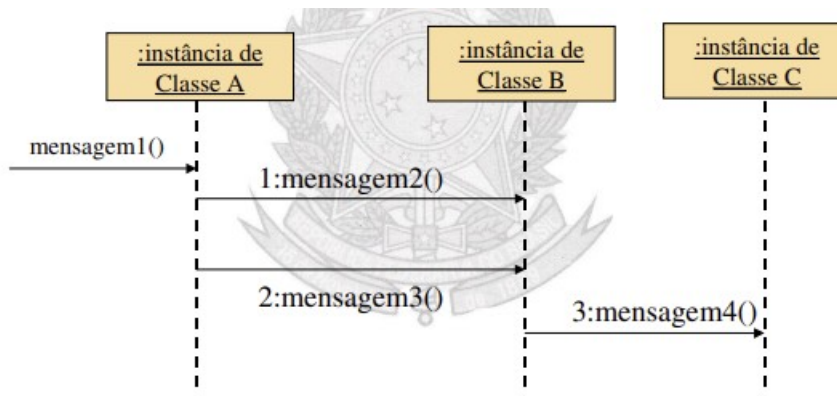 :instância de
Classe A
:instância de
Classe B
:instância de
Classe C
mensagem1()
1:mensagem2()
2:mensagem3()
3:mensagem4()